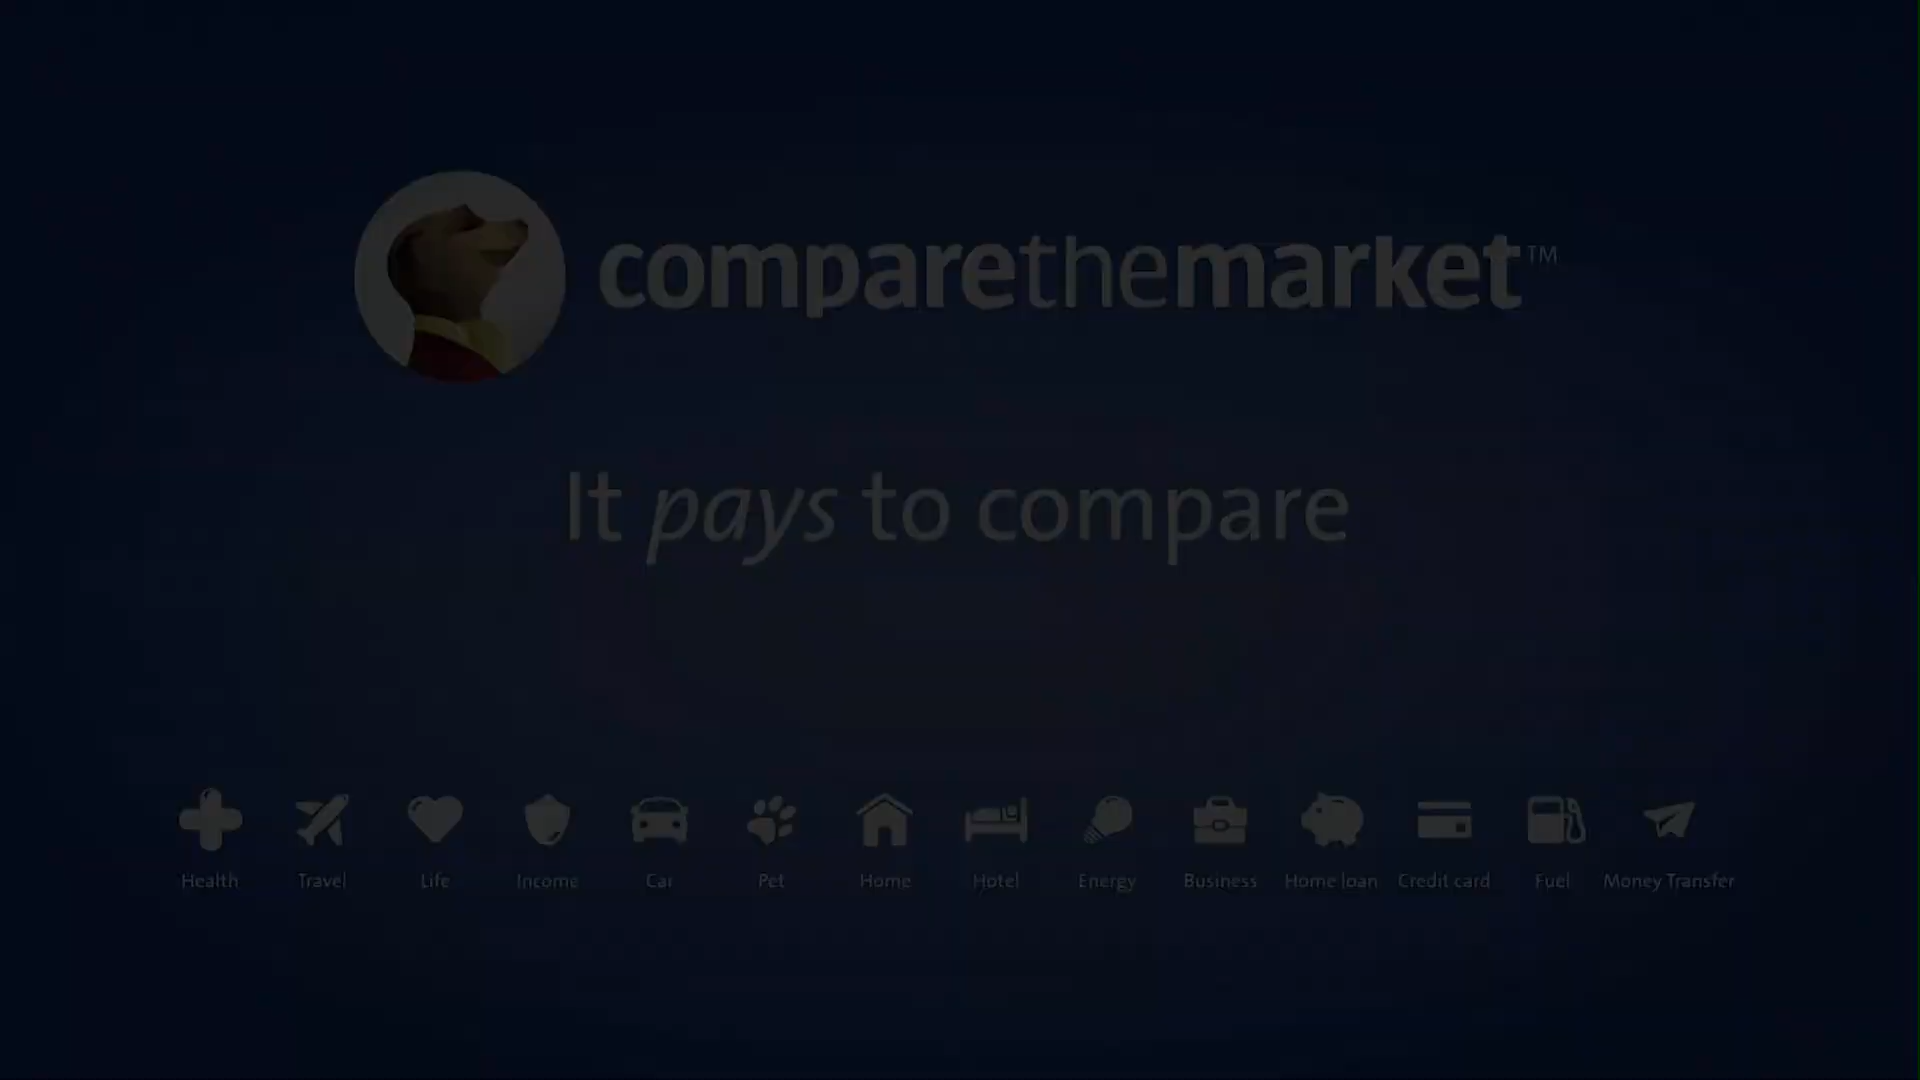 comparethemarket™
It pays to compare
Health Travel Life Income Car Pet Home Hotel Energy Business Home loan Credit card Fuel Money Transfer